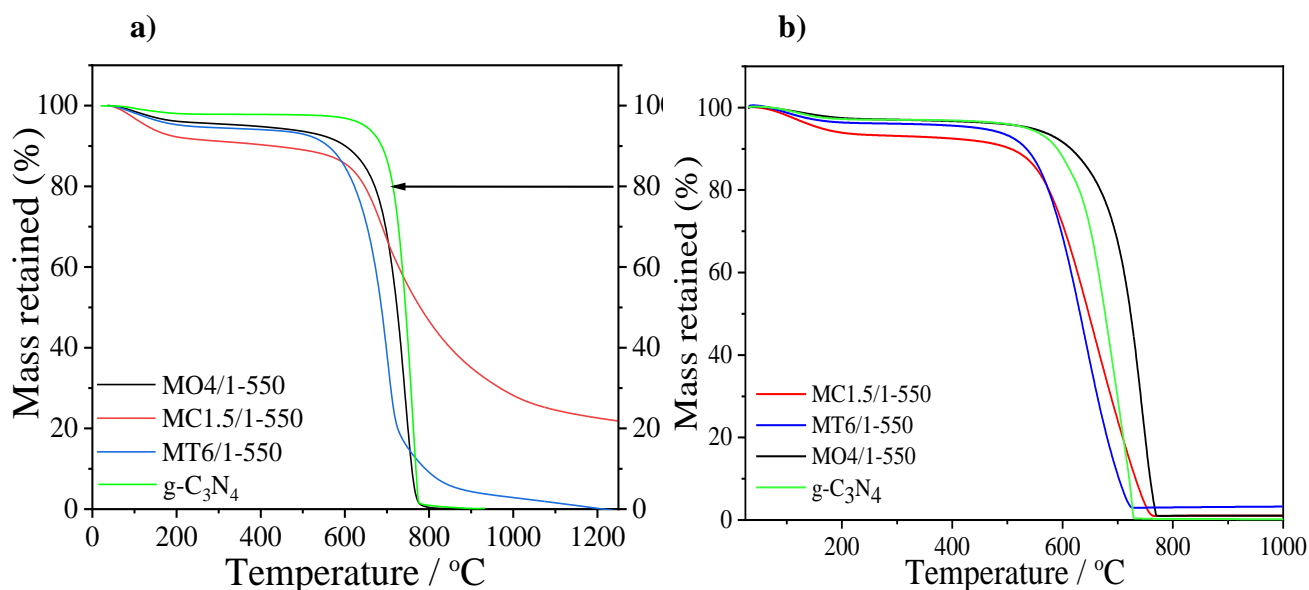 a)
Mass retained (%)
100
80
60
40
20
0
MO4/1-550
MC1.5/1-550
MT6/1-550
g-C₃N₄
0 200 400 600 800 1000 1200
Temperature / °C
80
60
40
20
0
b)
Mass retained (%)
100
80
60
40
20
0
MC1.5/1-550
MT6/1-550
MO4/1-550
g-C₃N₄
200 400 600 800 1000
Temperature / °C